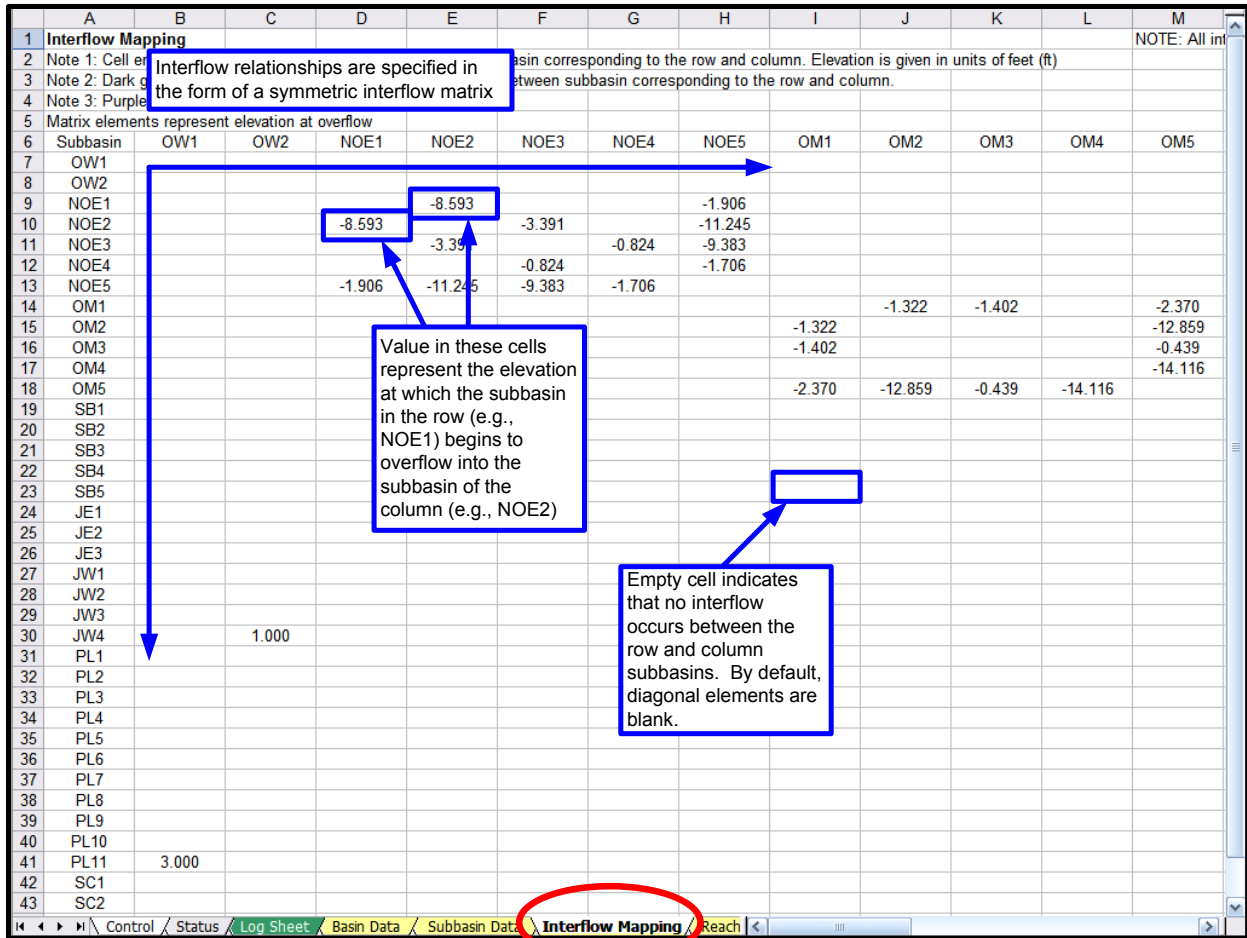 A B C D E F G H I J K L M
1 Interflow Mapping NOTE: All int
2 Note 1: Cell asin corresponding to the row and column. Elevation is given in units of feet (ft)
3 Note 2: Dark between subbasin corresponding to the row and column.
4 Note 3: Purple
Interflow relationships are specified in
the form of a symmetric interflow matrix
5 Matrix elements represent elevation at overflow
6 Subbasin OW1 OW2 NOE1 NOE2 NOE3 NOE4 NOE5 OM1 OM2 OM3 OM4 OM5
7 OW1
8 OW2
9 NOE1 -8.593 -1.906
10 NOE2 -8.593 -3.391 -11.245
11 NOE3 -3.39 -0.824 -9.383
12 NOE4 -0.824 -1.706
13 NOE5 -1.906 -11.245 -9.383 -1.706
14 OM1 -1.322 -1.402 -2.370
15 OM2 -1.322 -12.859
16 OM3 -1.402 -0.439
17 OM4 -14.116
18 OM5 -2.370 -12.859 -0.439 -14.116
19 SB1
20 SB2
21 SB3
22 SB4
23 SB5
24 JE1
25 JE2
26 JE3
27 JW1
28 JW2
29 JW3
30 JW4 1.000
31 PL1
32 PL2
33 PL3
34 PL4
35 PL5
36 PL6
37 PL7
38 PL8
39 PL9
40 PL10
41 PL11 3.000
42 SC1
43 SC2
Value in these cells
represent the elevation
at which the subbasin
in the row (e.g.,
NOE1) begins to
overflow into the
subbasin of the
column (e.g., NOE2)
Empty cell indicates
that no interflow
occurs between the
row and column
subbasins. By default,
diagonal elements are
blank.
Control Status Log Sheet Basin Data Subbasin Data Interflow Mapping Reach